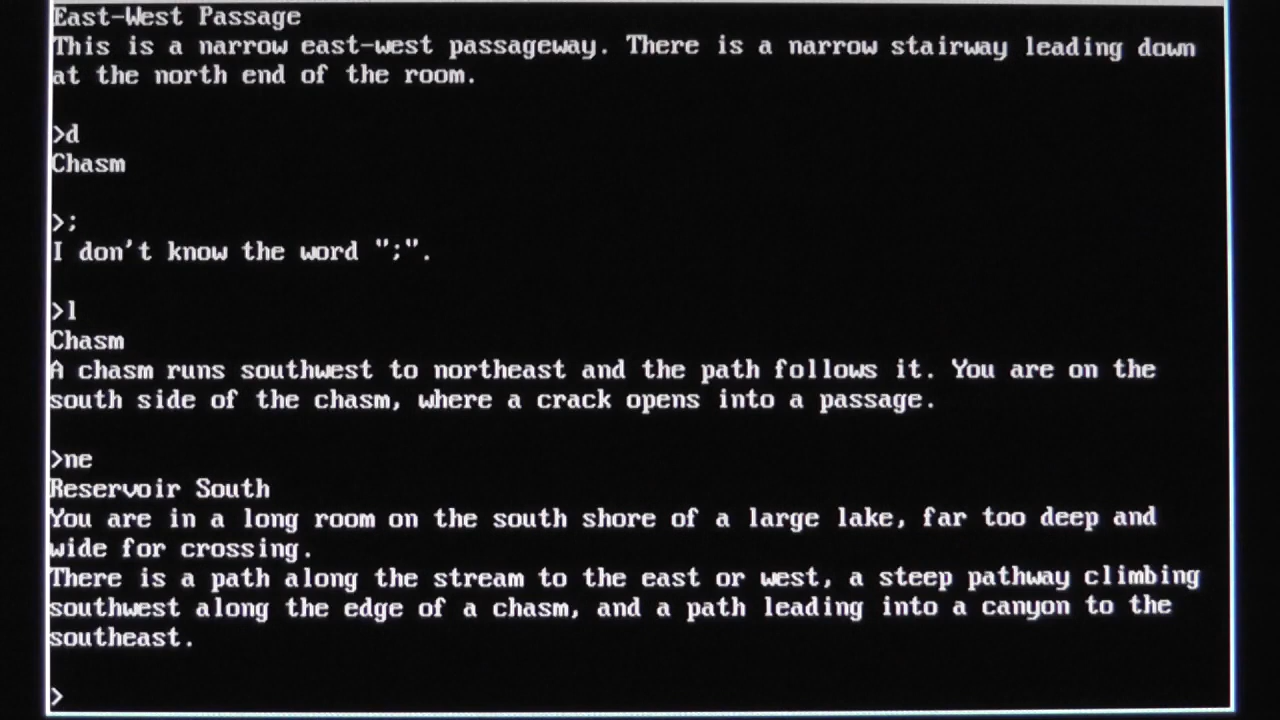 East-West Passage
This is a narrow east-west passageway. There is a narrow stairway leading down
at the north end of the room.
>d
Chasm
>;
I don't know the word ";".
>l
Chasm
A chasm runs southwest to northeast and the path follows it. You are on the
south side of the chasm, where a crack opens into a passage.
>ne
Reservoir South
You are in a long room on the south shore of a large lake, far too deep and
wide for crossing.
There is a path along the stream to the east or west, a steep pathway climbing
southwest along the edge of a chasm, and a path leading into a canyon to the
southeast.
>